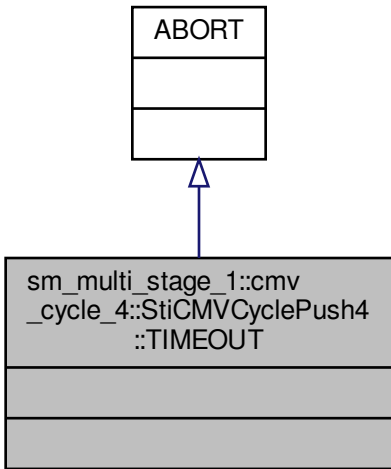 ABORT
sm_multi_stage_1::cmv
_cycle_4::StiCMVCyclePush4
::TIMEOUT